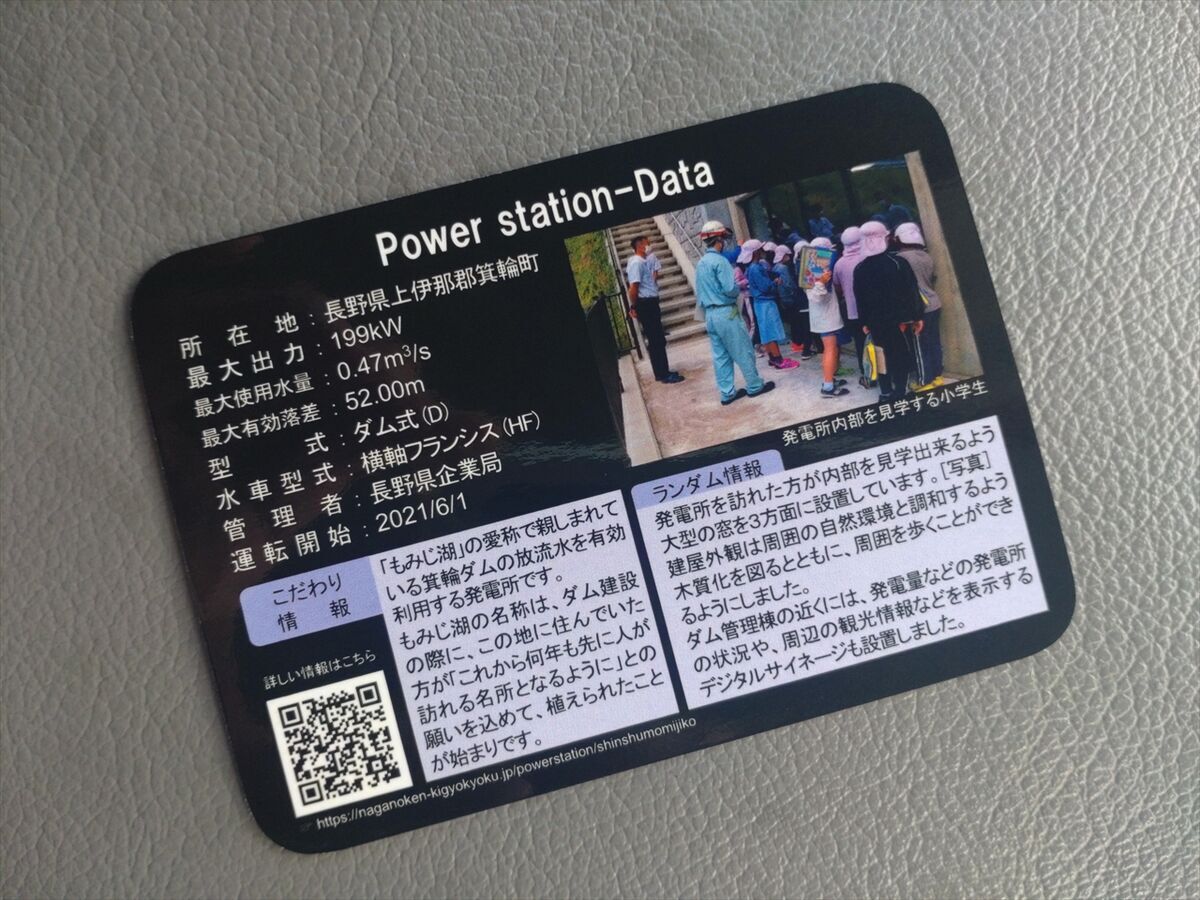 Power station-Data
所在地：長野県上伊那郡箕輪町
最大出力：199kW
最大使用水量：0.47m³/s
最大有効落差：52.00m
型式：ダム式(D)
水車型式：横軸フランシス(HF)
管理者：長野県企業局
運転開始：2021/6/1
発電所内部を見学する小学生
こだわり
情報
「もみじ湖」の愛称で親しまれて
いる箕輪ダムの放流水を有効
利用する発電所です。
もみじ湖の名称は、ダム建設
の際に、この地に住んでいた
方が「これから何年も先に人が
訪れる名所となるように」との
願いを込めて、植えられたこと
が始まりです。
ランダム情報
発電所を訪れた方が内部を見学出来るよう
大型の窓を3方面に設置しています。[写真]
建屋外観は周囲の自然環境と調和するよう
木質化を図るとともに、周囲を歩くことができ
るようにしました。
ダム管理棟の近くには、発電量などの発電所
の状況や、周辺の観光情報などを表示する
デジタルサイネージも設置しました。
詳しい情報はこちら
☞ https://naganoken-kigyokyoku.jp/powerstation/shinshumomijiko